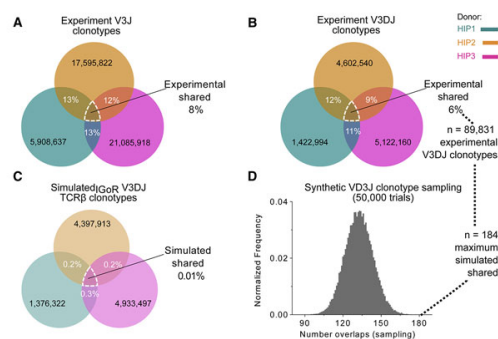 A
Experiment V3J
clonotypes
17,595,822
13%
12%
13%
5,908,637
21,085,918
Experimental
shared
8%
B
Experiment V3DJ
clonotypes
4,602,540
12%
9%
11%
1,422,994
5,122,160
Experimental
shared
6%
n = 89,831
experimental
V3DJ clonotypes
Donor:
HIP1
HIP2
HIP3
C
Simulated IGoR V3DJ
TCRβ clonotypes
4,397,913
0.2%
0.2%
0.3%
1,376,322
4,933,497
Simulated
shared
0.01%
D
Synthetic VD3J clonotype sampling
(50,000 trials)
Normalized Frequency
0.04
0.02
0.00
90
120
150
180
Number overlaps (sampling)
n = 184
maximum
simulated
shared